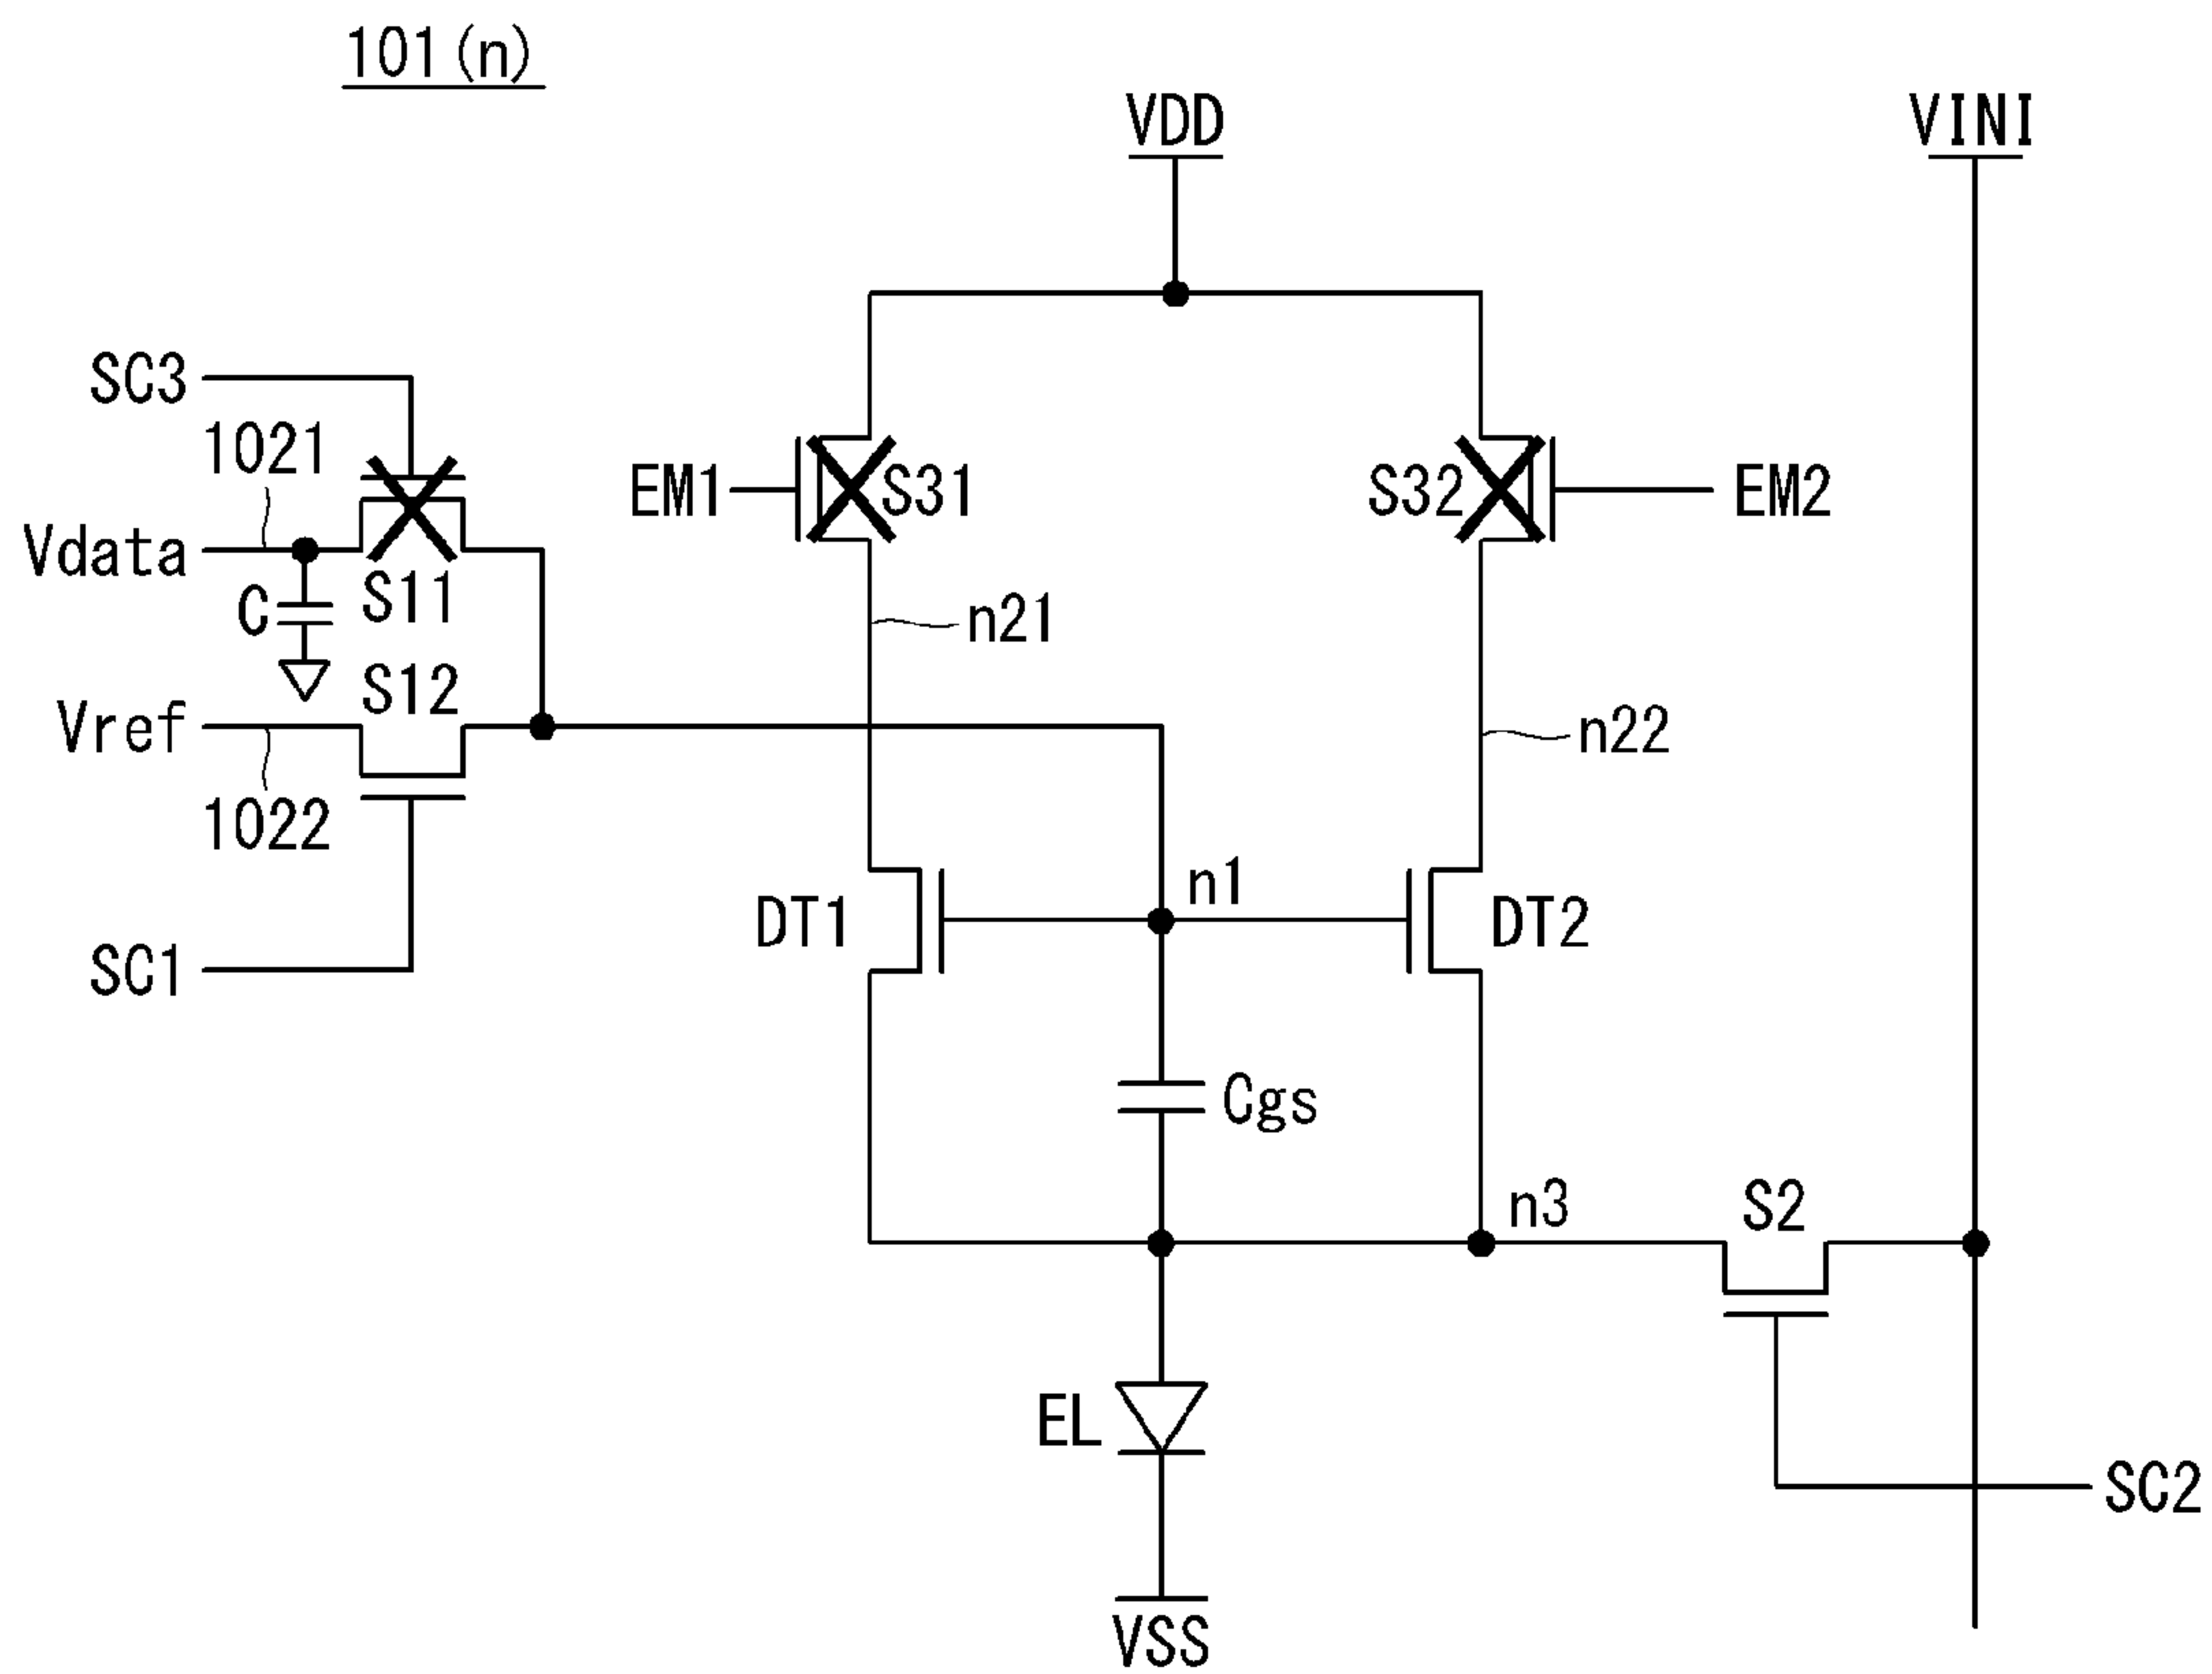 101(n)
VDD
VINI
SC3
1021
EM1
S31
S32
EM2
Vdata
C
S11
n21
S12
Vref
n22
1022
n1
DT1
DT2
SC1
Cgs
n3
S2
EL
SC2
VSS